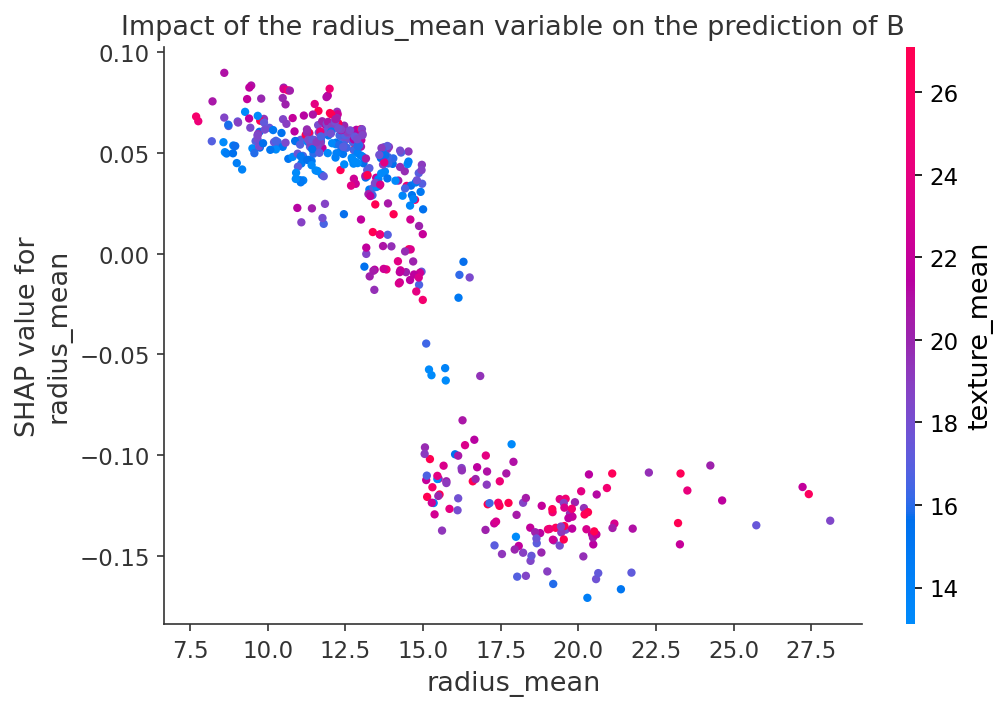 Impact of the radius_mean variable on the prediction of B
0.10
0.05
0.00
−0.05
−0.10
−0.15
SHAP value for
radius_mean
7.5 10.0 12.5 15.0 17.5 20.0 22.5 25.0 27.5
radius_mean
26
24
22
20
18
16
14
texture_mean